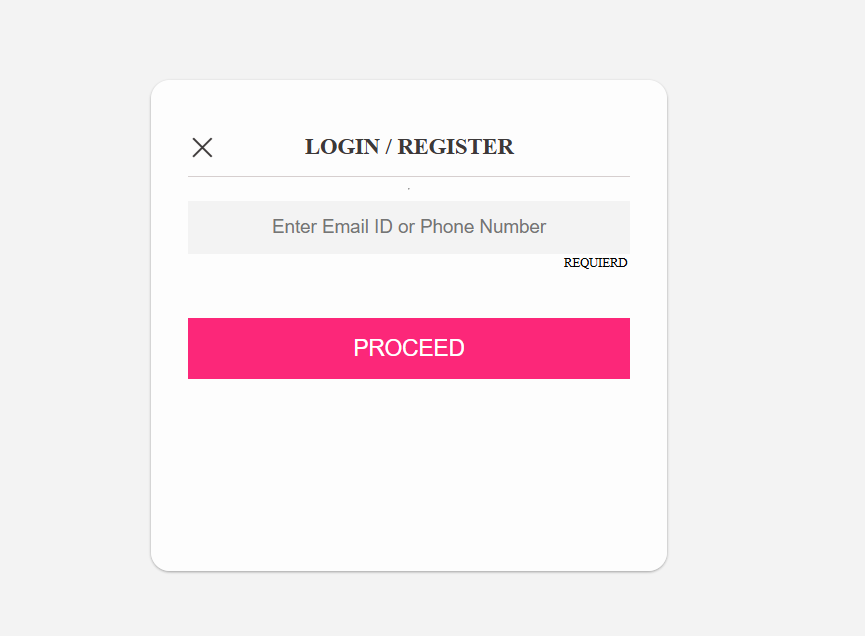 LOGIN / REGISTER
Enter Email ID or Phone Number
REQUIERD
PROCEED